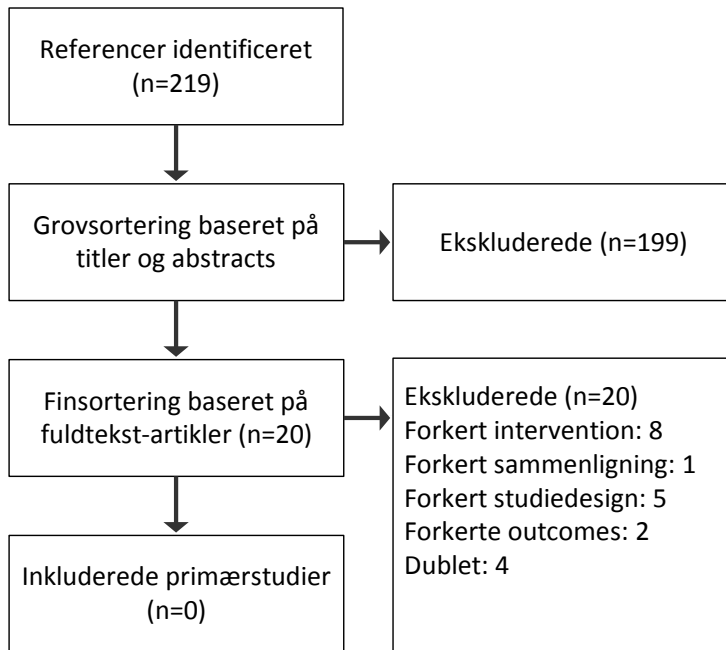 Referencer identificeret
(n=219)
Grovsortering baseret på
titler og abstracts
Ekskluderede (n=199)
Finsortering baseret på
fuldtekst-artikler (n=20)
Ekskluderede (n=20)
Forkert intervention: 8
Forkert sammenligning: 1
Forkert studiedesign: 5
Forkerte outcomes: 2
Dublet: 4
Inkluderede primærstudier
(n=0)